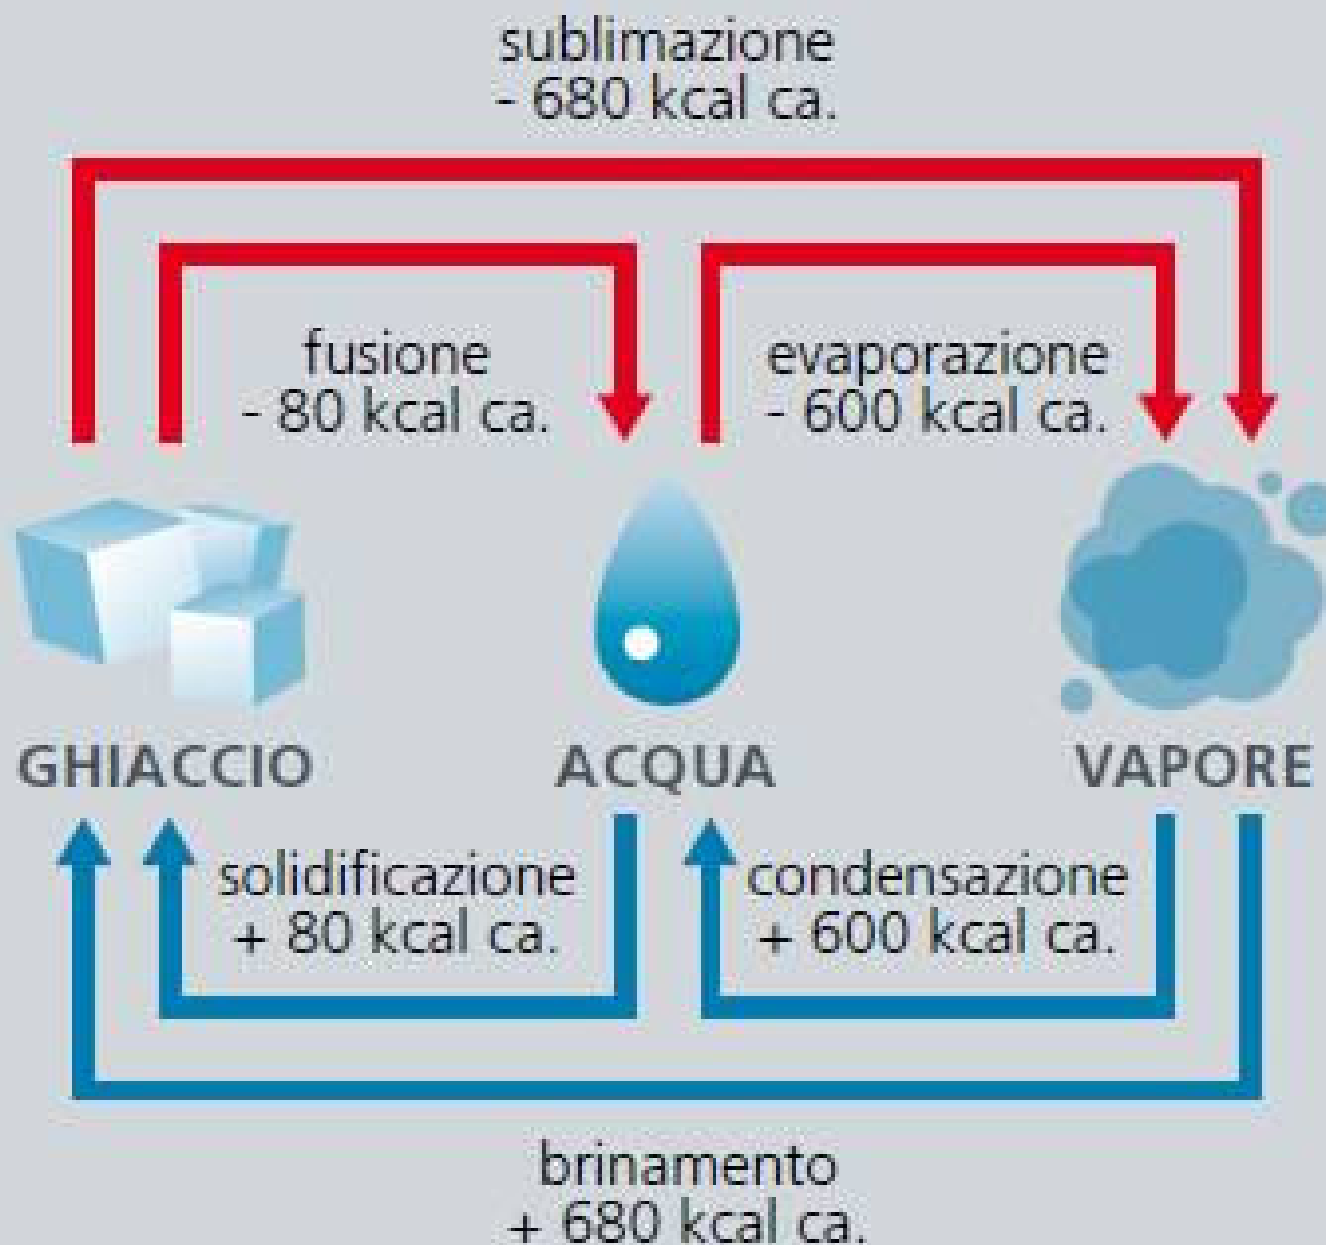 sublimazione
- 680 kcal ca.
fusione
- 80 kcal ca.
evaporazione
- 600 kcal ca.
GHIACCIO
ACQUA
VAPORE
solidificazione
+ 80 kcal ca.
condensazione
+ 600 kcal ca.
brinamento
+ 680 kcal ca.